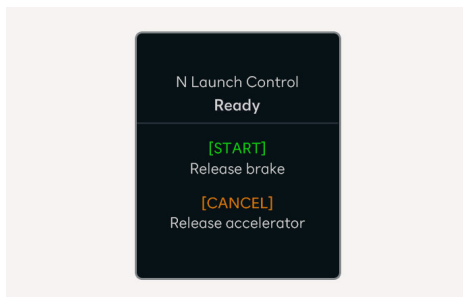 N Launch Control
Ready
[START]
Release brake
[CANCEL]
Release accelerator